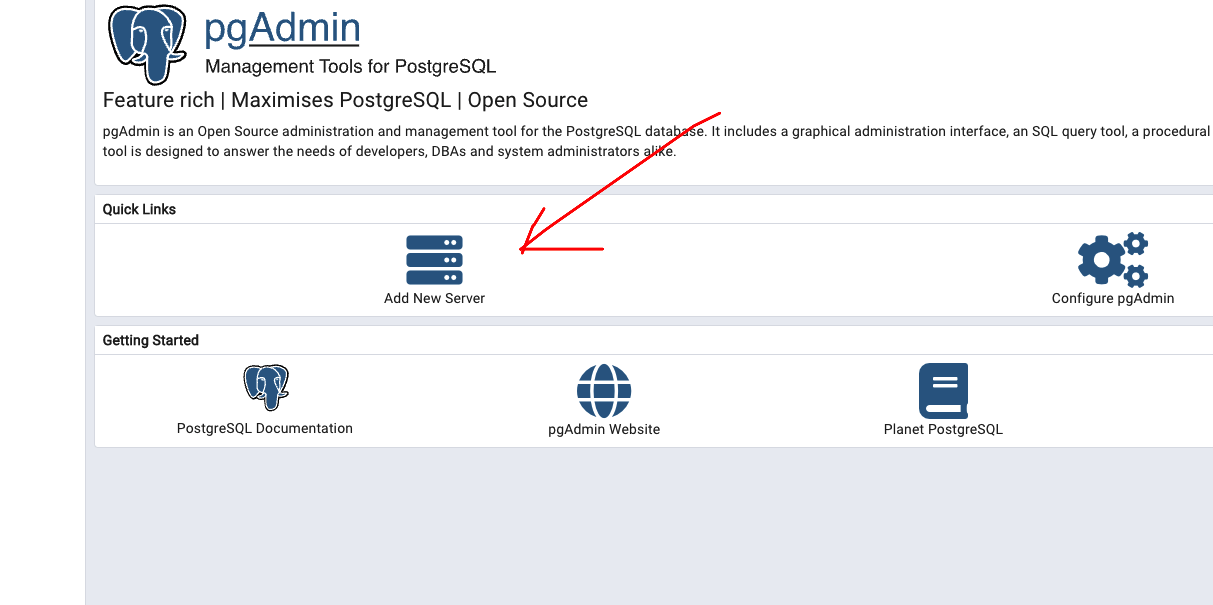 pgAdmin
Management Tools for PostgreSQL
Feature rich | Maximises PostgreSQL | Open Source
pgAdmin is an Open Source administration and management tool for the PostgreSQL database. It includes a graphical administration interface, an SQL query tool, a procedural
tool is designed to answer the needs of developers, DBAs and system administrators alike.
Quick Links
Add New Server
Configure pgAdmin
Getting Started
PostgreSQL Documentation
pgAdmin Website
Planet PostgreSQL